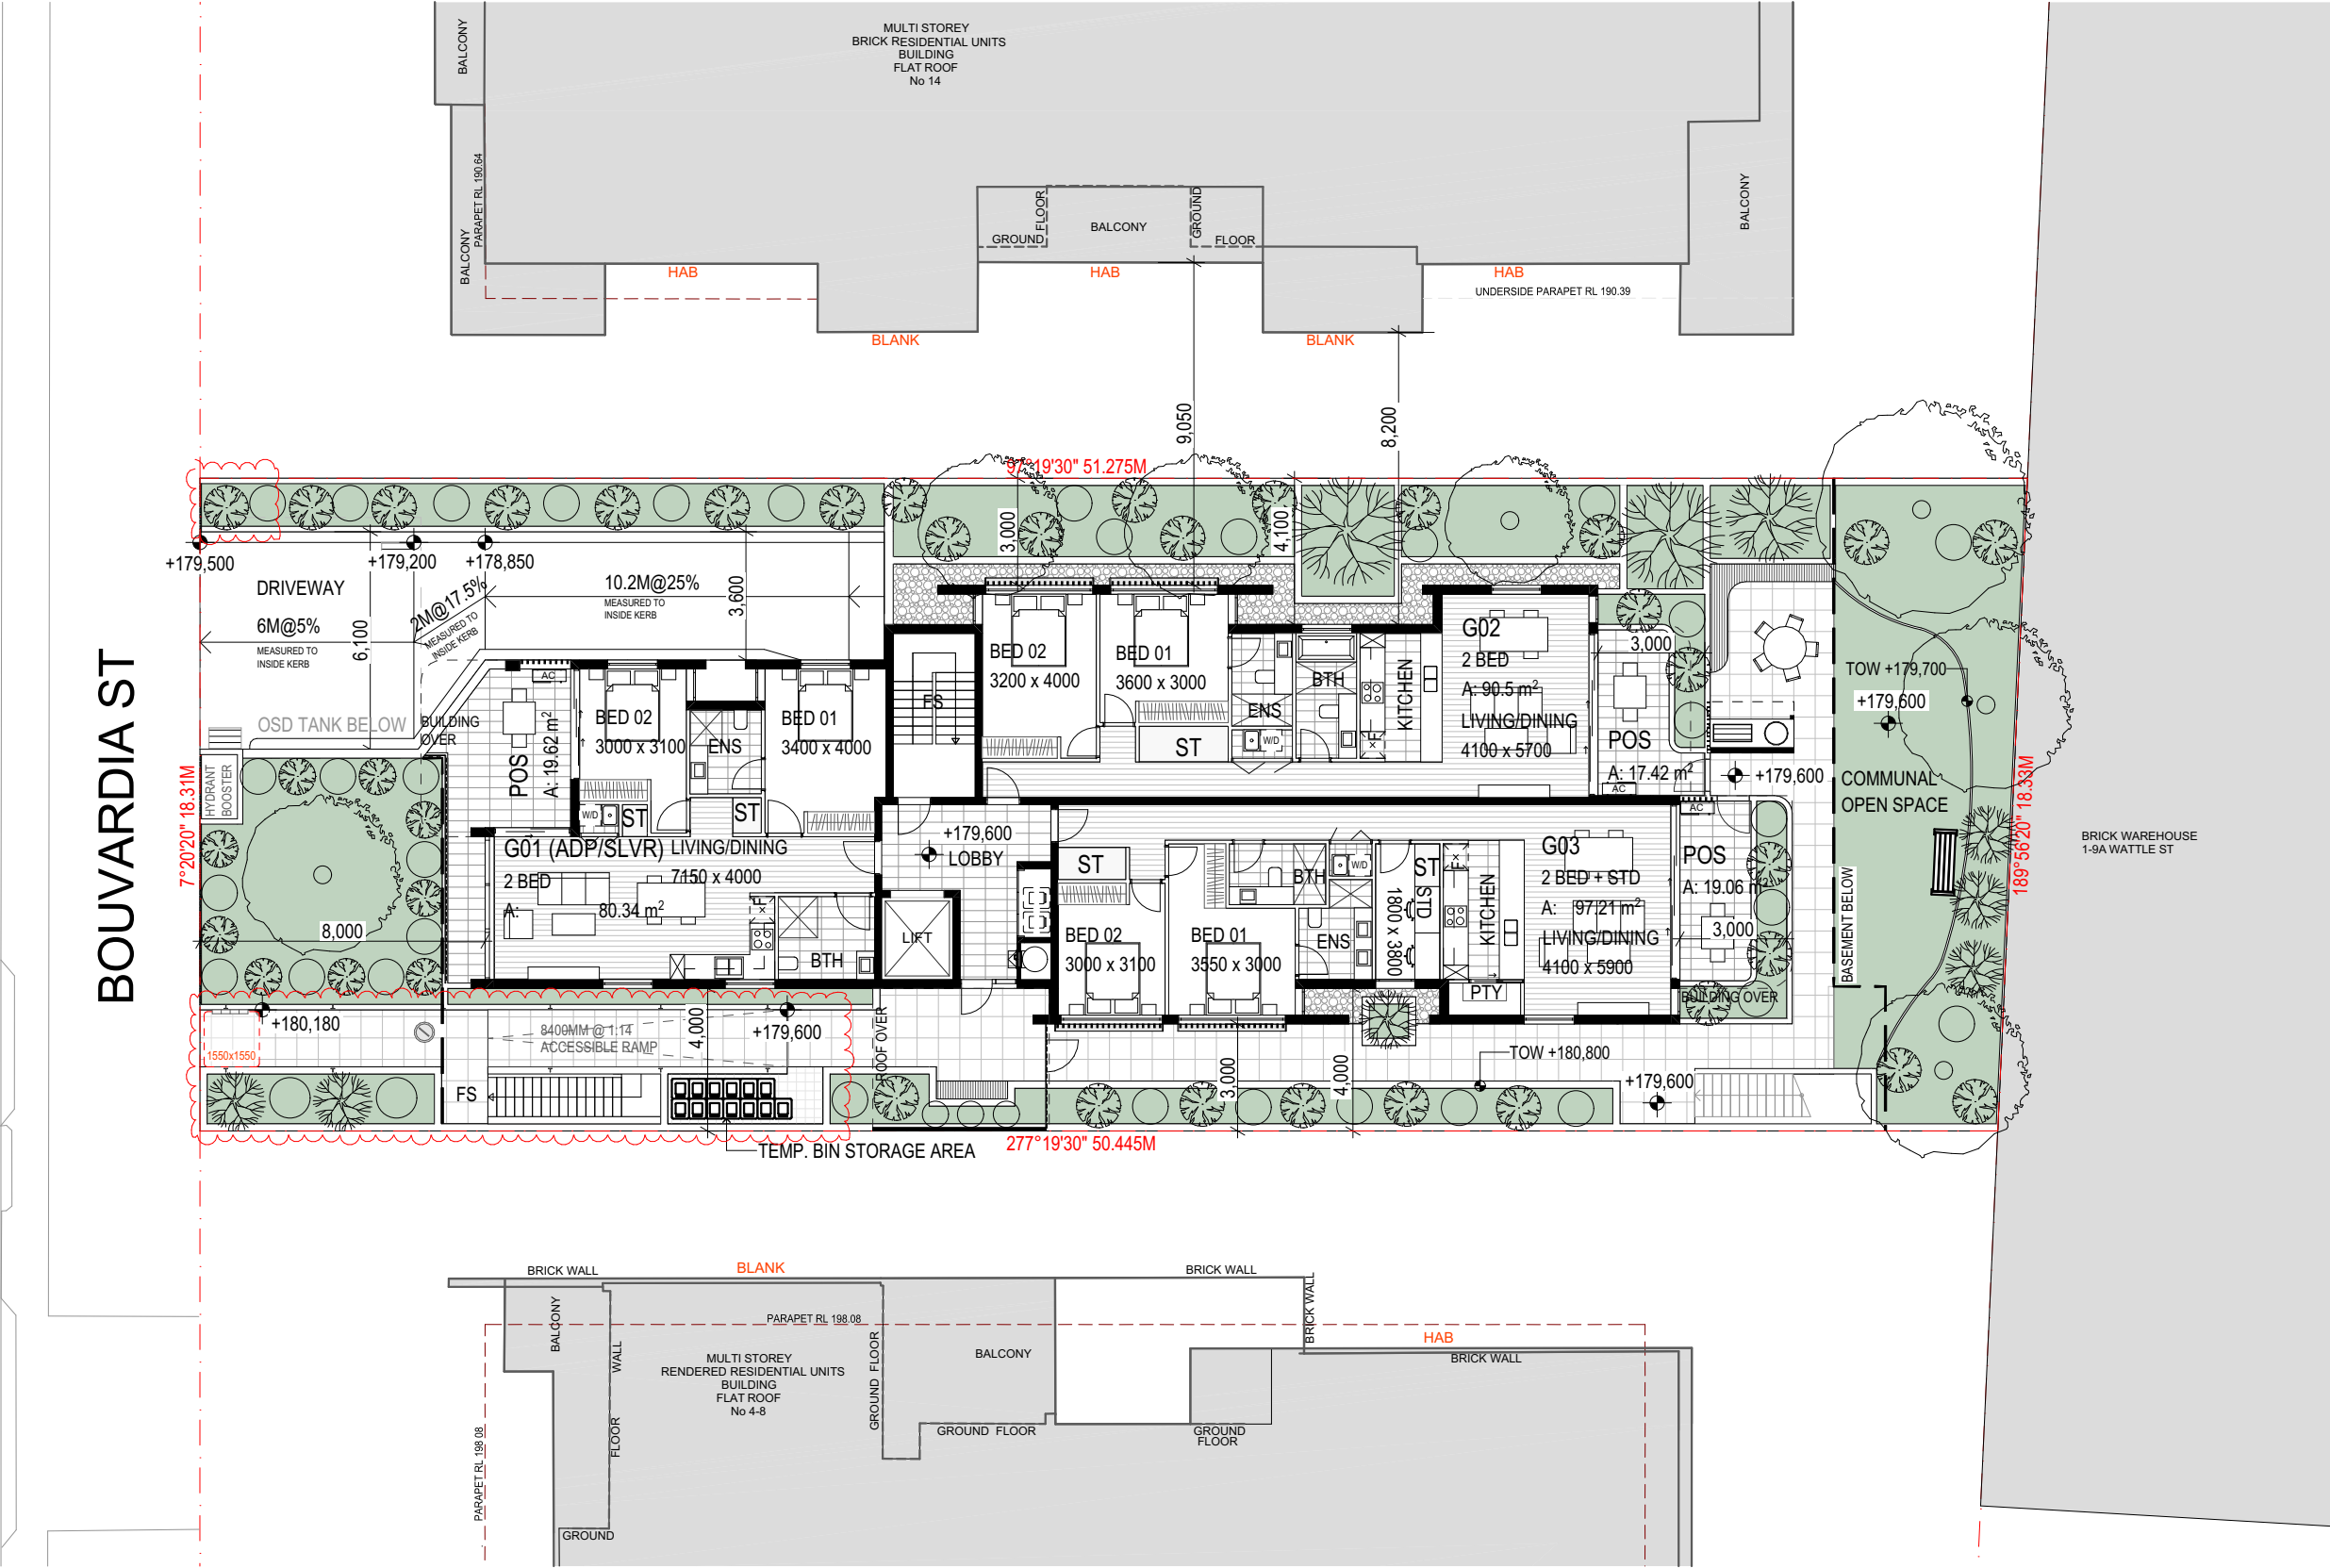 BALCONY
MULTI STOREY
BRICK RESIDENTIAL UNITS
BUILDING
FLAT ROOF
No 14
PARAPET RL 190.64
BALCONY
GROUND
FLOOR
BALCONY
GROUND
FLOOR
BALCONY
HAB
HAB
HAB
UNDERSIDE PARAPET RL 190.39
BLANK
BLANK
9,050
8,200
97°19'30" 51.275M
3,000
4,100
+179,500
+179,200
+178,850
DRIVEWAY
6M@5%
MEASURED TO
INSIDE KERB
6,100
2M@17.5%
MEASURED TO
INSIDE KERB
10.2M@25%
MEASURED TO
INSIDE KERB
3,600
OSD TANK BELOW
BUILDING
OVER
HYDRANT
BOOSTER
BOUVARDIA ST
7°20'20" 18.31M
AC
POS
A: 19.62 m²
BED 02
3000 x 3100
ENS
BED 01
3400 x 4000
W/D
ST
ST
G01 (ADP/SLVR)
LIVING/DINING
7150 x 4000
2 BED
A: 80.34 m²
F
BTH
8,000
FS
BED 02
3200 x 4000
BED 01
3600 x 3000
ST
ENS
W/D
BTH
F
KITCHEN
G02
2 BED
A: 90.5 m²
LIVING/DINING
4100 x 5700
3,000
POS
A: 17.42 m²
AC
+179,600
LOBBY
LIFT
ST
BED 02
3000 x 3100
BED 01
3550 x 3000
BTH
W/D
ENS
ST
STD
1800 x 3800
F
KITCHEN
PTY
G03
2 BED + STD
A: 97.21 m²
LIVING/DINING
4100 x 5900
AC
POS
A: 19.06 m²
3,000
BUILDING OVER
+179,600
TOW +179,700
+179,600
COMMUNAL
OPEN SPACE
BASEMENT BELOW
189°56'20" 18.33M
BRICK WAREHOUSE
1-9A WATTLE ST
+180,180
1550x1550
8400MM @ 1:14
ACCESSIBLE RAMP
4,000
+179,600
ROOF OVER
FS
3,000
4,000
TOW +180,800
+179,600
TEMP. BIN STORAGE AREA
277°19'30" 50.445M
BRICK WALL
BLANK
BRICK WALL
BRICK WALL
BALCONY
WALL
FLOOR
GROUND
PARAPET RL 198.08
MULTI STOREY
RENDERED RESIDENTIAL UNITS
BUILDING
FLAT ROOF
No 4-8
GROUND FLOOR
BALCONY
GROUND FLOOR
GROUND
FLOOR
HAB
BRICK WALL
PARAPET RL 198.08